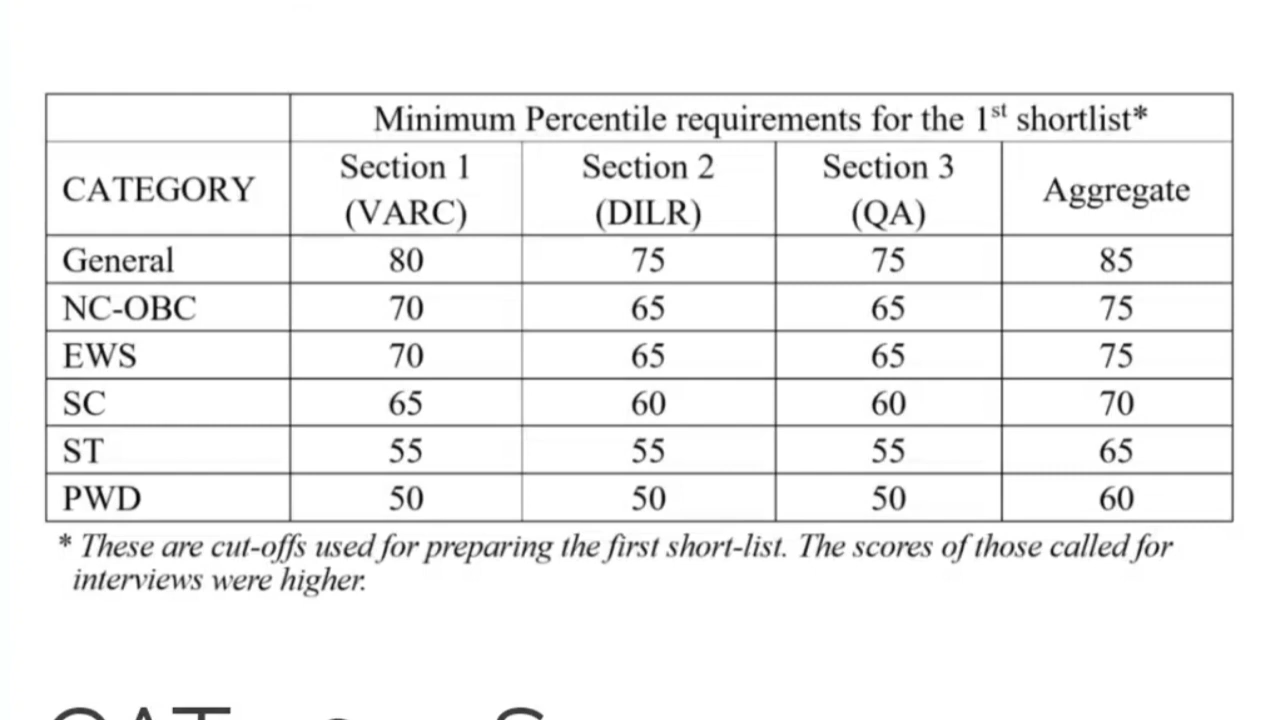 Minimum Percentile requirements for the 1st shortlist*
CATEGORY Section 1 (VARC) Section 2 (DILR) Section 3 (QA) Aggregate
General 80 75 75 85
NC-OBC 70 65 65 75
EWS 70 65 65 75
SC 65 60 60 70
ST 55 55 55 65
PWD 50 50 50 60
* These are cut-offs used for preparing the first short-list. The scores of those called for
interviews were higher.